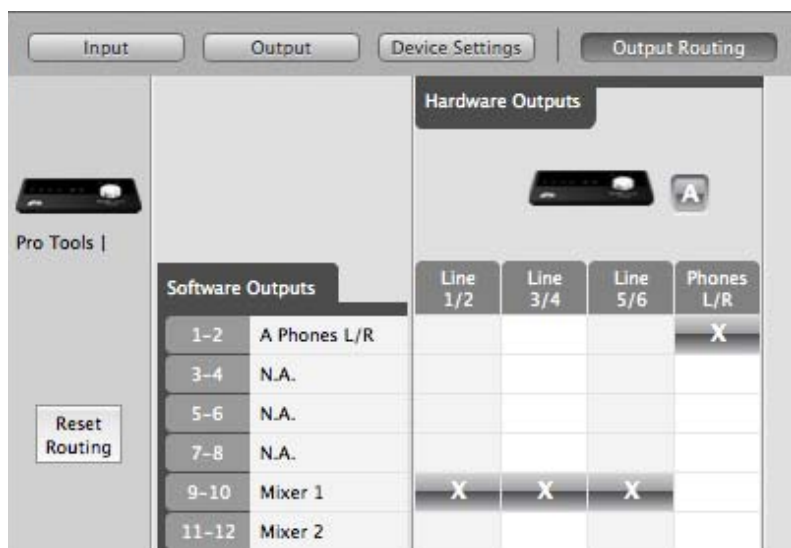 Input Output Device Settings Output Routing
Hardware Outputs
A
Pro Tools |
Software Outputs
Line 1/2
Line 3/4
Line 5/6
Phones L/R
1-2 A Phones L/R X
3-4 N.A.
5-6 N.A.
7-8 N.A.
Reset Routing
9-10 Mixer 1 X X X
11-12 Mixer 2